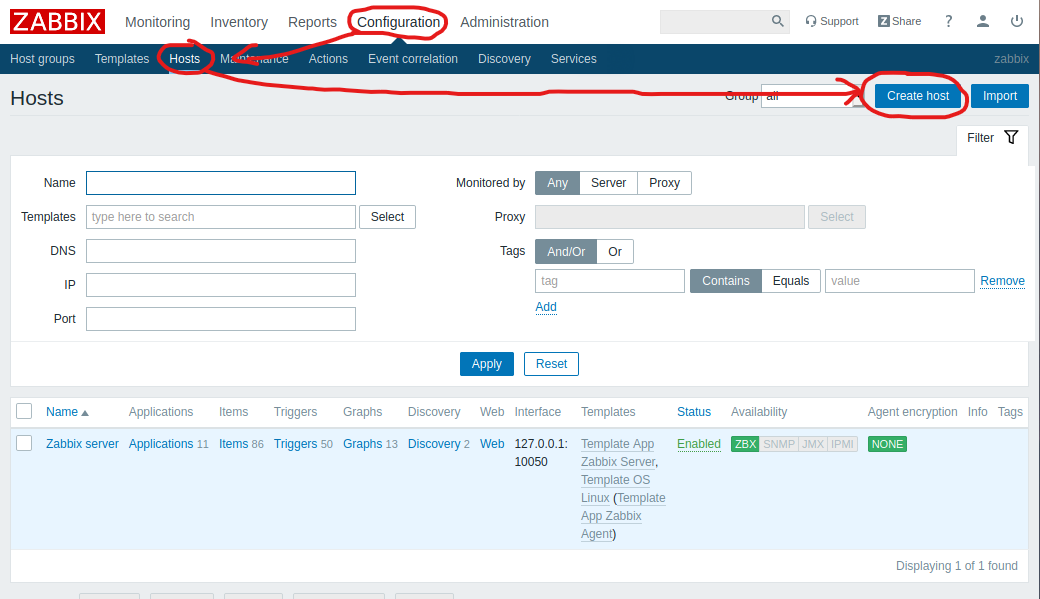 ZABBIX Monitoring Inventory Reports Configuration Administration Support Z Share ?
Host groups Templates Hosts Maintenance Actions Event correlation Discovery Services zabbix
Hosts Group all Create host Import
Filter
Name Monitored by Any Server Proxy
Templates type here to search Select Proxy Select
DNS Tags And/Or Or
IP tag Contains Equals value Remove
Add
Port
Apply Reset
Name Applications Items Triggers Graphs Discovery Web Interface Templates Status Availability Agent encryption Info Tags
Zabbix server Applications 11 Items 86 Triggers 50 Graphs 13 Discovery 2 Web 127.0.0.1: Template App Enabled ZBX SNMP JMX IPMI NONE
10050 Zabbix Server,
Template OS
Linux (Template
App Zabbix
Agent)
Displaying 1 of 1 found